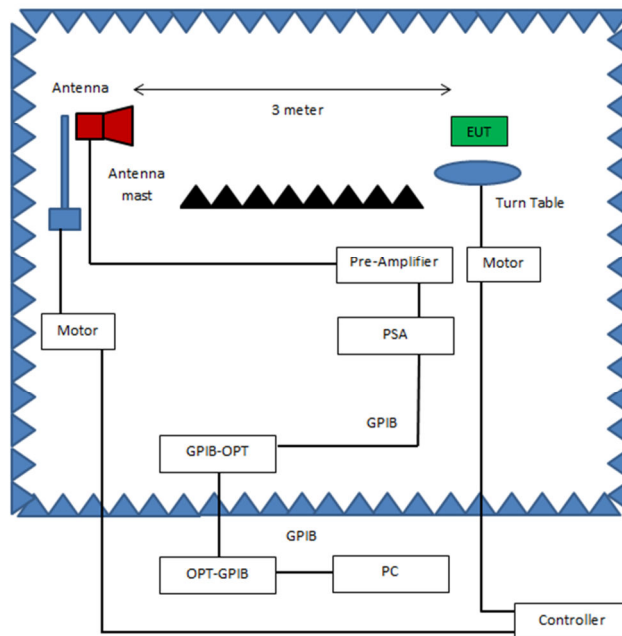 Antenna
3 meter
EUT
Antenna
mast
Turn Table
Pre-Amplifier
Motor
Motor
PSA
GPIB
GPIB-OPT
GPIB
OPT-GPIB
PC
Controller